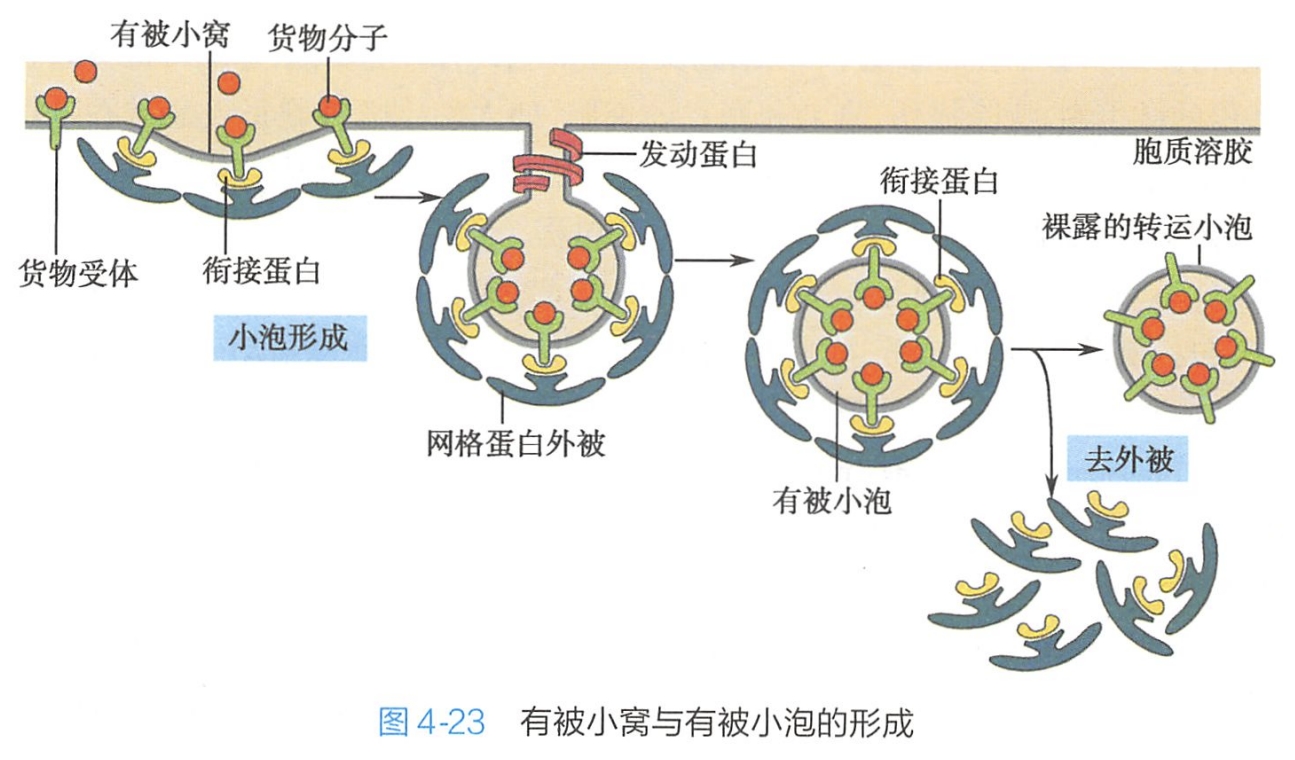 有被小窝
货物分子
发动蛋白
胞质溶胶
衔接蛋白
裸露的转运小泡
货物受体
衔接蛋白
小泡形成
网格蛋白外被
去外被
有被小泡
图 4-23 有被小窝与有被小泡的形成